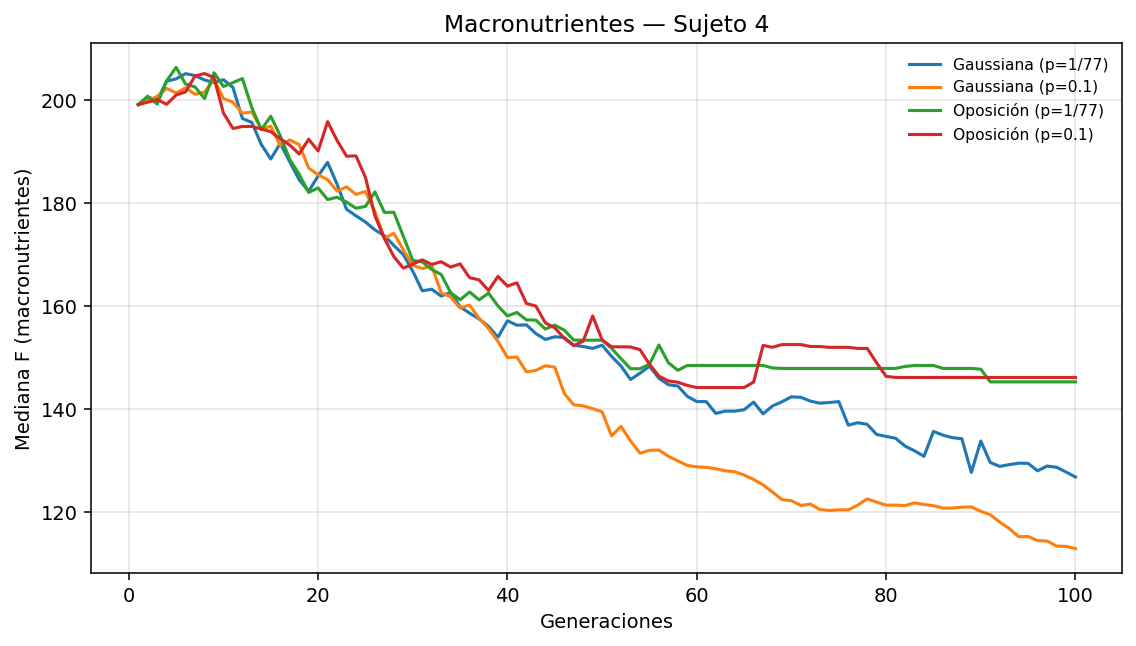 Macronutrientes — Sujeto 4
Mediana F (macronutrientes)
200
180
160
140
120
Gaussiana (p=1/77)
Gaussiana (p=0.1)
Oposición (p=1/77)
Oposición (p=0.1)
0 20 40 60 80 100
Generaciones